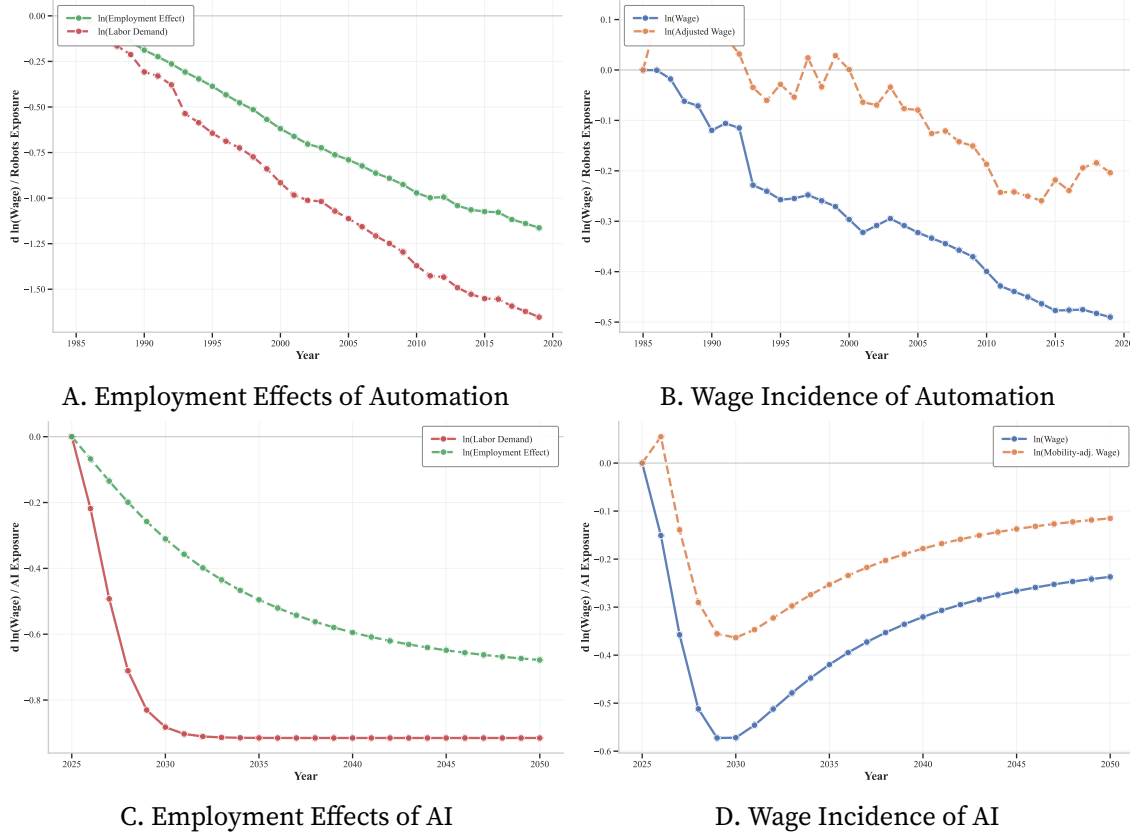 0.00
−0.25
−0.50
−0.75
−1.00
−1.25
−1.50
d ln(Wage) / Robots Exposure
ln(Employment Effect)
ln(Labor Demand)
1985 1990 1995 2000 2005 2010 2015 2020
Year
0.1
0.0
−0.1
−0.2
−0.3
−0.4
−0.5
d ln(Wage) / Robots Exposure
ln(Wage)
ln(Adjusted Wage)
1985 1990 1995 2000 2005 2010 2015 2020
Year
A. Employment Effects of Automation
B. Wage Incidence of Automation
0.0
−0.2
−0.4
−0.6
−0.8
d ln(Wage) / AI Exposure
ln(Labor Demand)
ln(Employment Effect)
2025 2030 2035 2040 2045 2050
Year
0.0
−0.1
−0.2
−0.3
−0.4
−0.5
−0.6
d ln(Wage) / AI Exposure
ln(Wage)
ln(Mobility-adj. Wage)
2025 2030 2035 2040 2045 2050
Year
C. Employment Effects of AI
D. Wage Incidence of AI